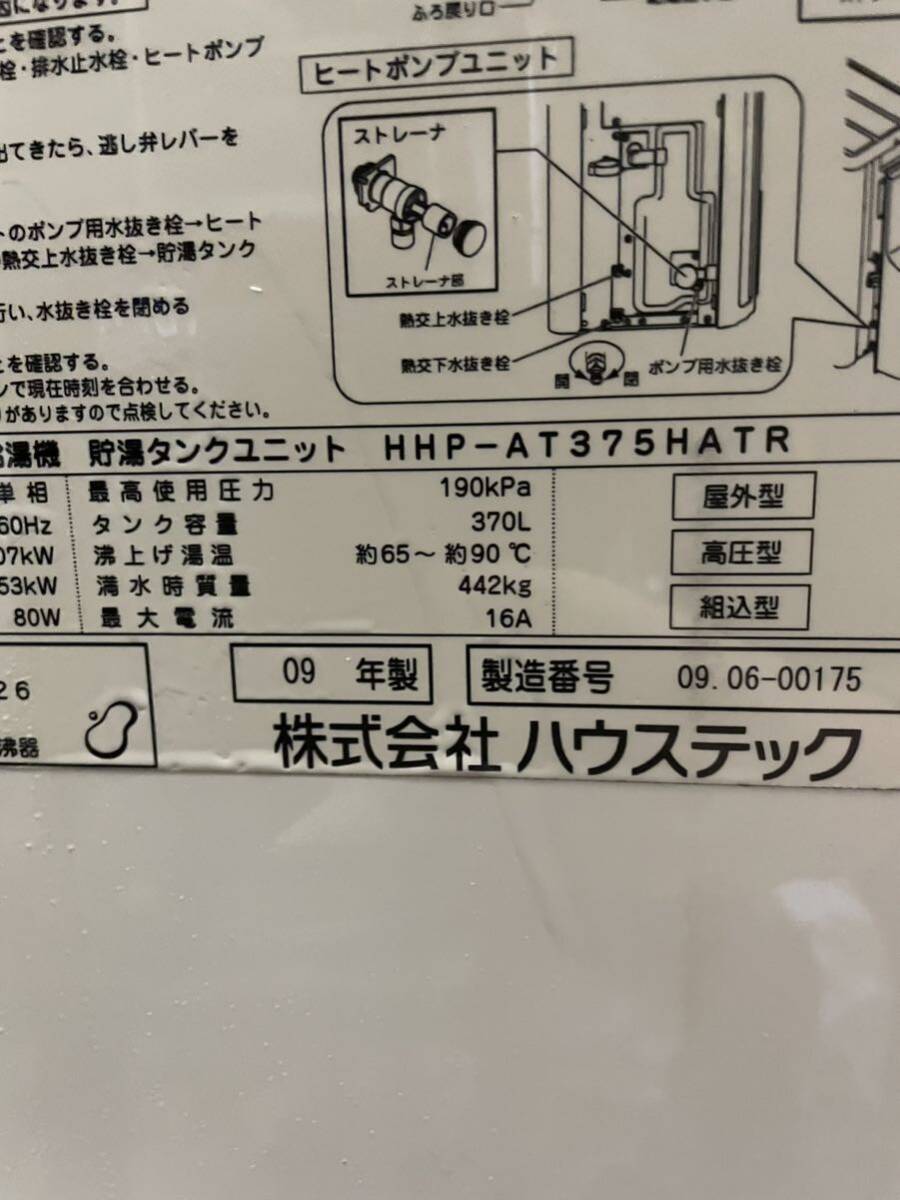 因になります。
ことを確認する。
栓・排水止水栓・ヒートポンプ
出てきたら、逃し弁レバーを
トのポンプ用水抜き栓→ヒート
熱交上水抜き栓→貯湯タンク
行い、水抜き栓を閉める
とを確認する。
ンで現在時刻を合わせる。
がありますので点検してください。
ふろ戻り口
ヒートポンプユニット
ストレーナ
ストレーナ部
熱交上水抜き栓
熱交下水抜き栓
開 閉
ポンプ用水抜き栓
給湯機 貯湯タンクユニット HHP-AT375HATR
単相 最高使用圧力 190kPa 屋外型
60Hz タンク容量 370L
07kW 沸上げ湯温 約65～約90℃ 高圧型
53kW 満水時質量 442kg
80W 最大電流 16A 組込型
26
沸器
09 年製 製造番号 09.06-00175
株式会社 ハウステック